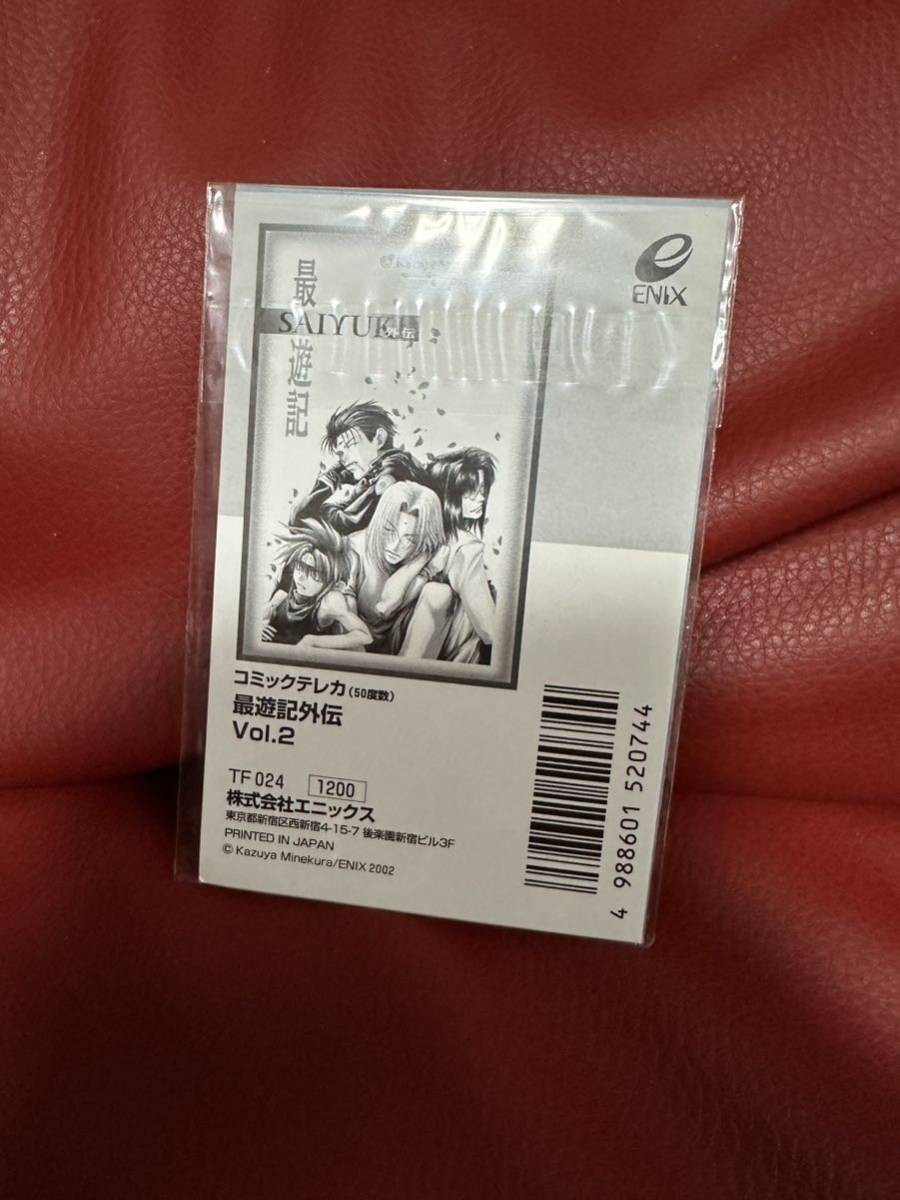 ENIX
最
SAIYUKI
外伝
遊記
コミックテレカ(50度数)
最遊記外伝
Vol.2
TF 024 1200
株式会社エニックス
東京都新宿区西新宿4-15-7 後楽園新宿ビル3F
PRINTED IN JAPAN
© Kazuya Minekura/ENIX 2002
4 988601 520744